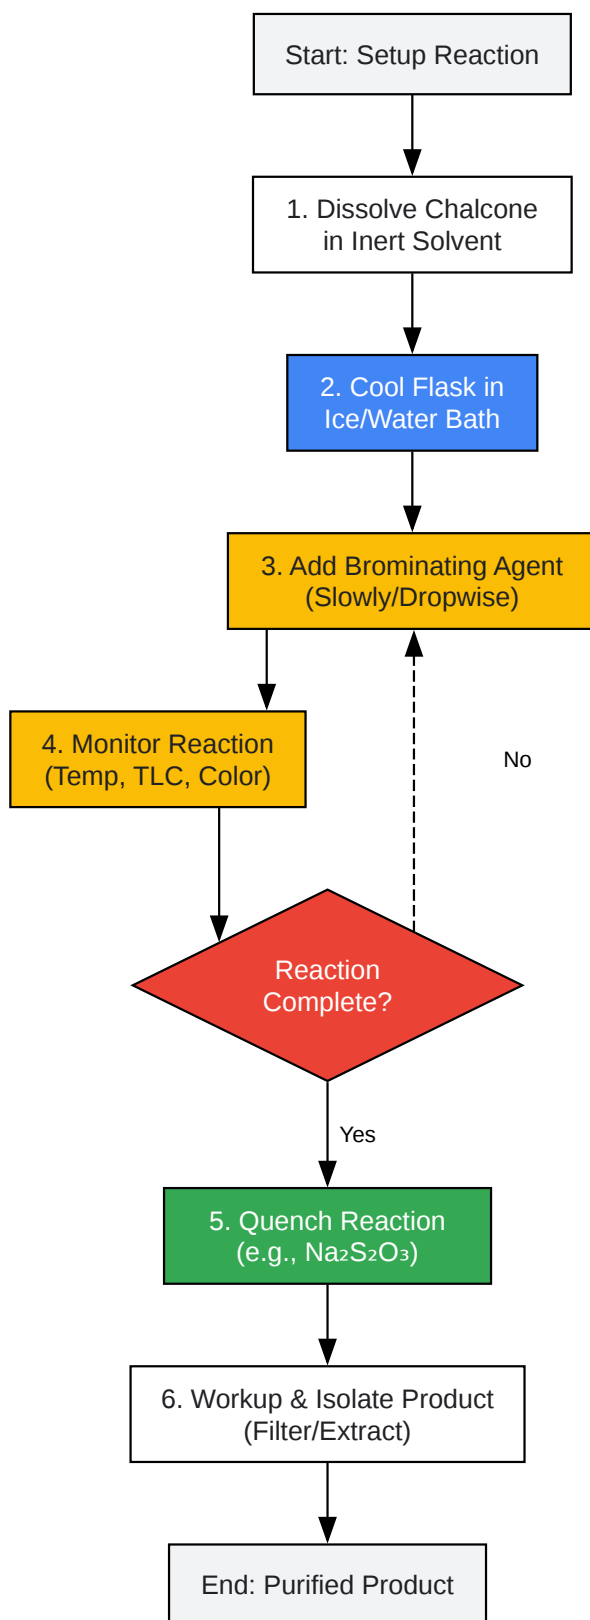 Start: Setup Reaction
1. Dissolve Chalcone
in Inert Solvent
2. Cool Flask in
Ice/Water Bath
3. Add Brominating Agent
(Slowly/Dropwise)
4. Monitor Reaction
(Temp, TLC, Color)
No
Reaction
Complete?
Yes
5. Quench Reaction
(e.g., Na₂S₂O₃)
6. Workup & Isolate Product
(Filter/Extract)
End: Purified Product